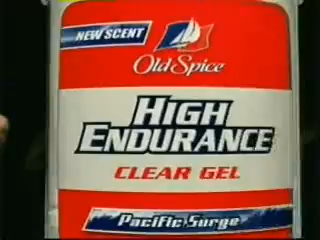 NEW SCENT
Old Spice
HIGH
ENDURANCE
CLEAR GEL
Pacific Surge